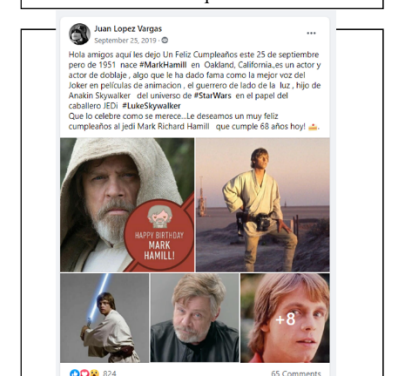 Juan Lopez Vargas
September 25, 2019 ·
Hola amigos aquí les dejo Un Feliz Cumpleaños este 25 de septiembre
pero de 1951 nace #MarkHamill en Oakland, California,.es un actor y
actor de doblaje , algo que le ha dado fama como la mejor voz del
Joker en películas de animacion , el guerrero de lado de la luz , hijo de
Anakin Skywalker del universo de #StarWars en el papel del
caballero JEDi #LukeSkywalker
Que lo celebre como se merece...Le deseamos un muy feliz
cumpleaños al jedi Mark Richard Hamill que cumple 68 años hoy!
HAPPY BIRTHDAY
MARK
HAMILL!
+8
824
65 Comments